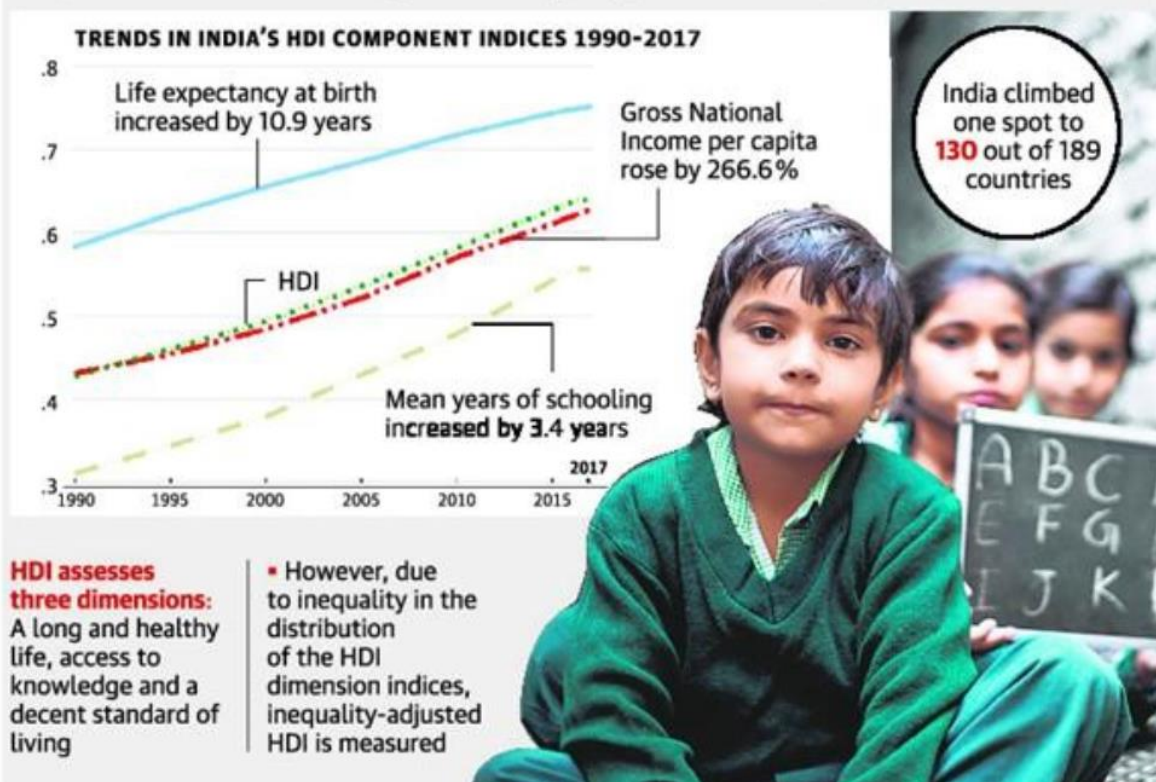 TRENDS IN INDIA'S HDI COMPONENT INDICES 1990-2017
.8
Life expectancy at birth
increased by 10.9 years
Gross National
Income per capita
rose by 266.6%
India climbed
one spot to
130 out of 189
countries
.7
.6
HDI
.5
.4
Mean years of schooling
increased by 3.4 years
2017
.3
1990 1995 2000 2005 2010 2015
A B C
E F G
I J K
HDI assesses
three dimensions:
A long and healthy
life, access to
knowledge and a
decent standard of
living
▪ However, due
to inequality in the
distribution
of the HDI
dimension indices,
inequality-adjusted
HDI is measured